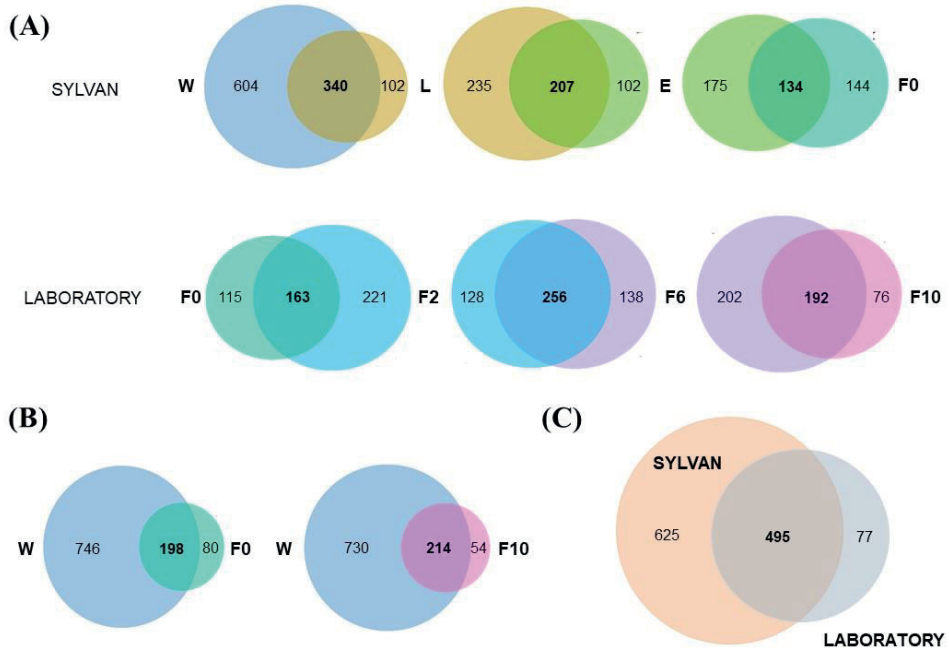 (A)
SYLVAN W 604 340 102 L 235 207 102 E 175 134 144 F0
LABORATORY F0 115 163 221 F2 128 256 138 F6 202 192 76 F10
(B) (C)
SYLVAN
W 746 198 80 F0 W 730 214 54 F10 625 495 77
LABORATORY